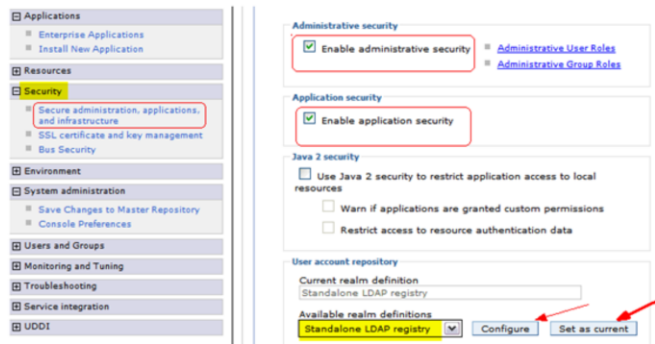 Applications
Enterprise Applications
Install New Application
Resources
Security
Secure administration, applications,
and infrastructure
SSL certificate and key management
Bus Security
Environment
System administration
Save Changes to Master Repository
Console Preferences
Users and Groups
Monitoring and Tuning
Troubleshooting
Service integration
UDDI
Administrative security
Enable administrative security
Administrative User Roles
Administrative Group Roles
Application security
Enable application security
Java 2 security
Use Java 2 security to restrict application access to local
resources
Warn if applications are granted custom permissions
Restrict access to resource authentication data
User account repository
Current realm definition
Standalone LDAP registry
Available realm definitions
Standalone LDAP registry
Configure
Set as current